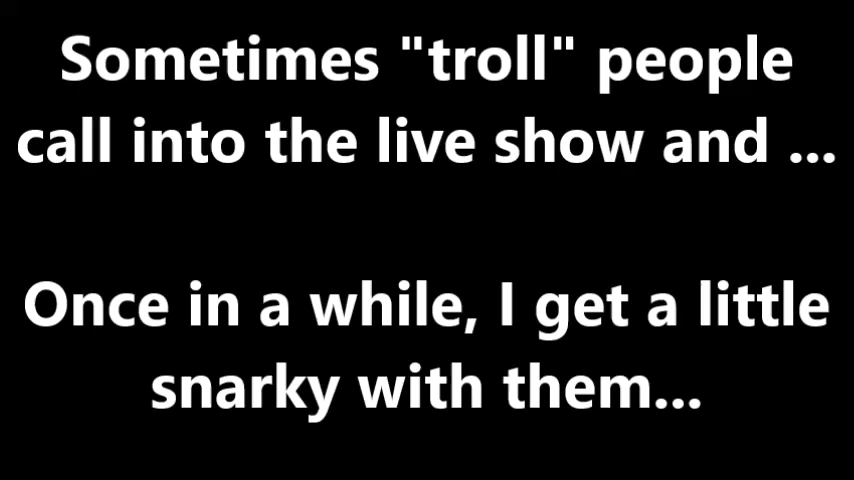 Sometimes "troll" people
call into the live show and ...
Once in a while, I get a little
snarky with them...